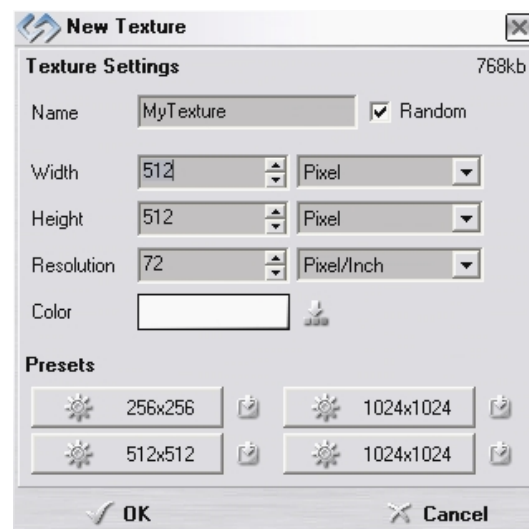 New Texture
Texture Settings 768kb
Name MyTexture Random
Width 512 Pixel
Height 512 Pixel
Resolution 72 Pixel/Inch
Color
Presets
256x256 1024x1024
512x512 1024x1024
OK Cancel